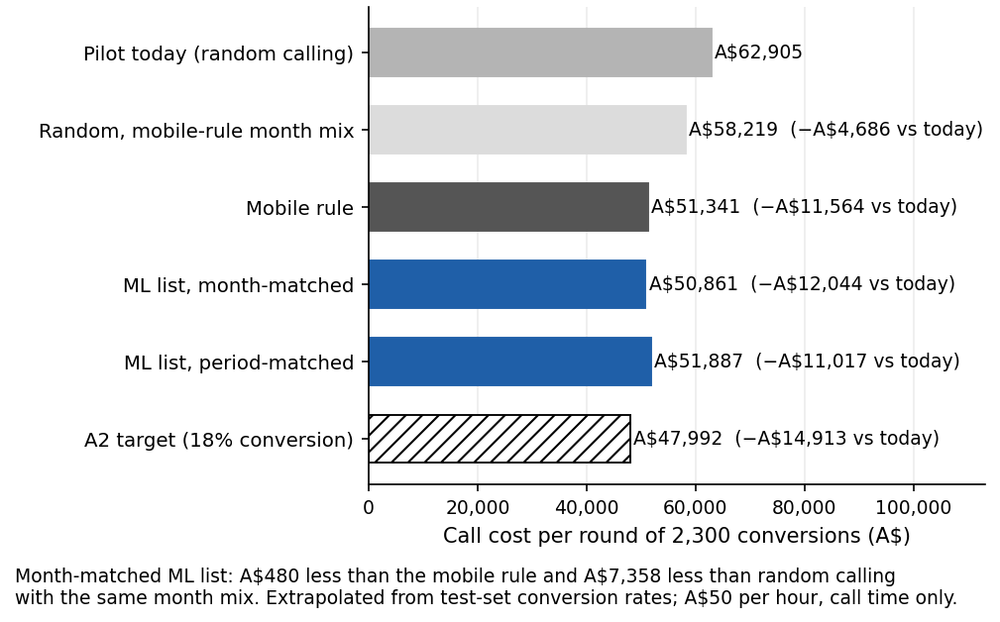 Pilot today (random calling)
A$62,905
Random, mobile-rule month mix
A$58,219 (−A$4,686 vs today)
Mobile rule
A$51,341 (−A$11,564 vs today)
ML list, month-matched
A$50,861 (−A$12,044 vs today)
ML list, period-matched
A$51,887 (−A$11,017 vs today)
A2 target (18% conversion)
A$47,992 (−A$14,913 vs today)
0 20,000 40,000 60,000 80,000 100,000
Call cost per round of 2,300 conversions (A$)
Month-matched ML list: A$480 less than the mobile rule and A$7,358 less than random calling
with the same month mix. Extrapolated from test-set conversion rates; A$50 per hour, call time only.